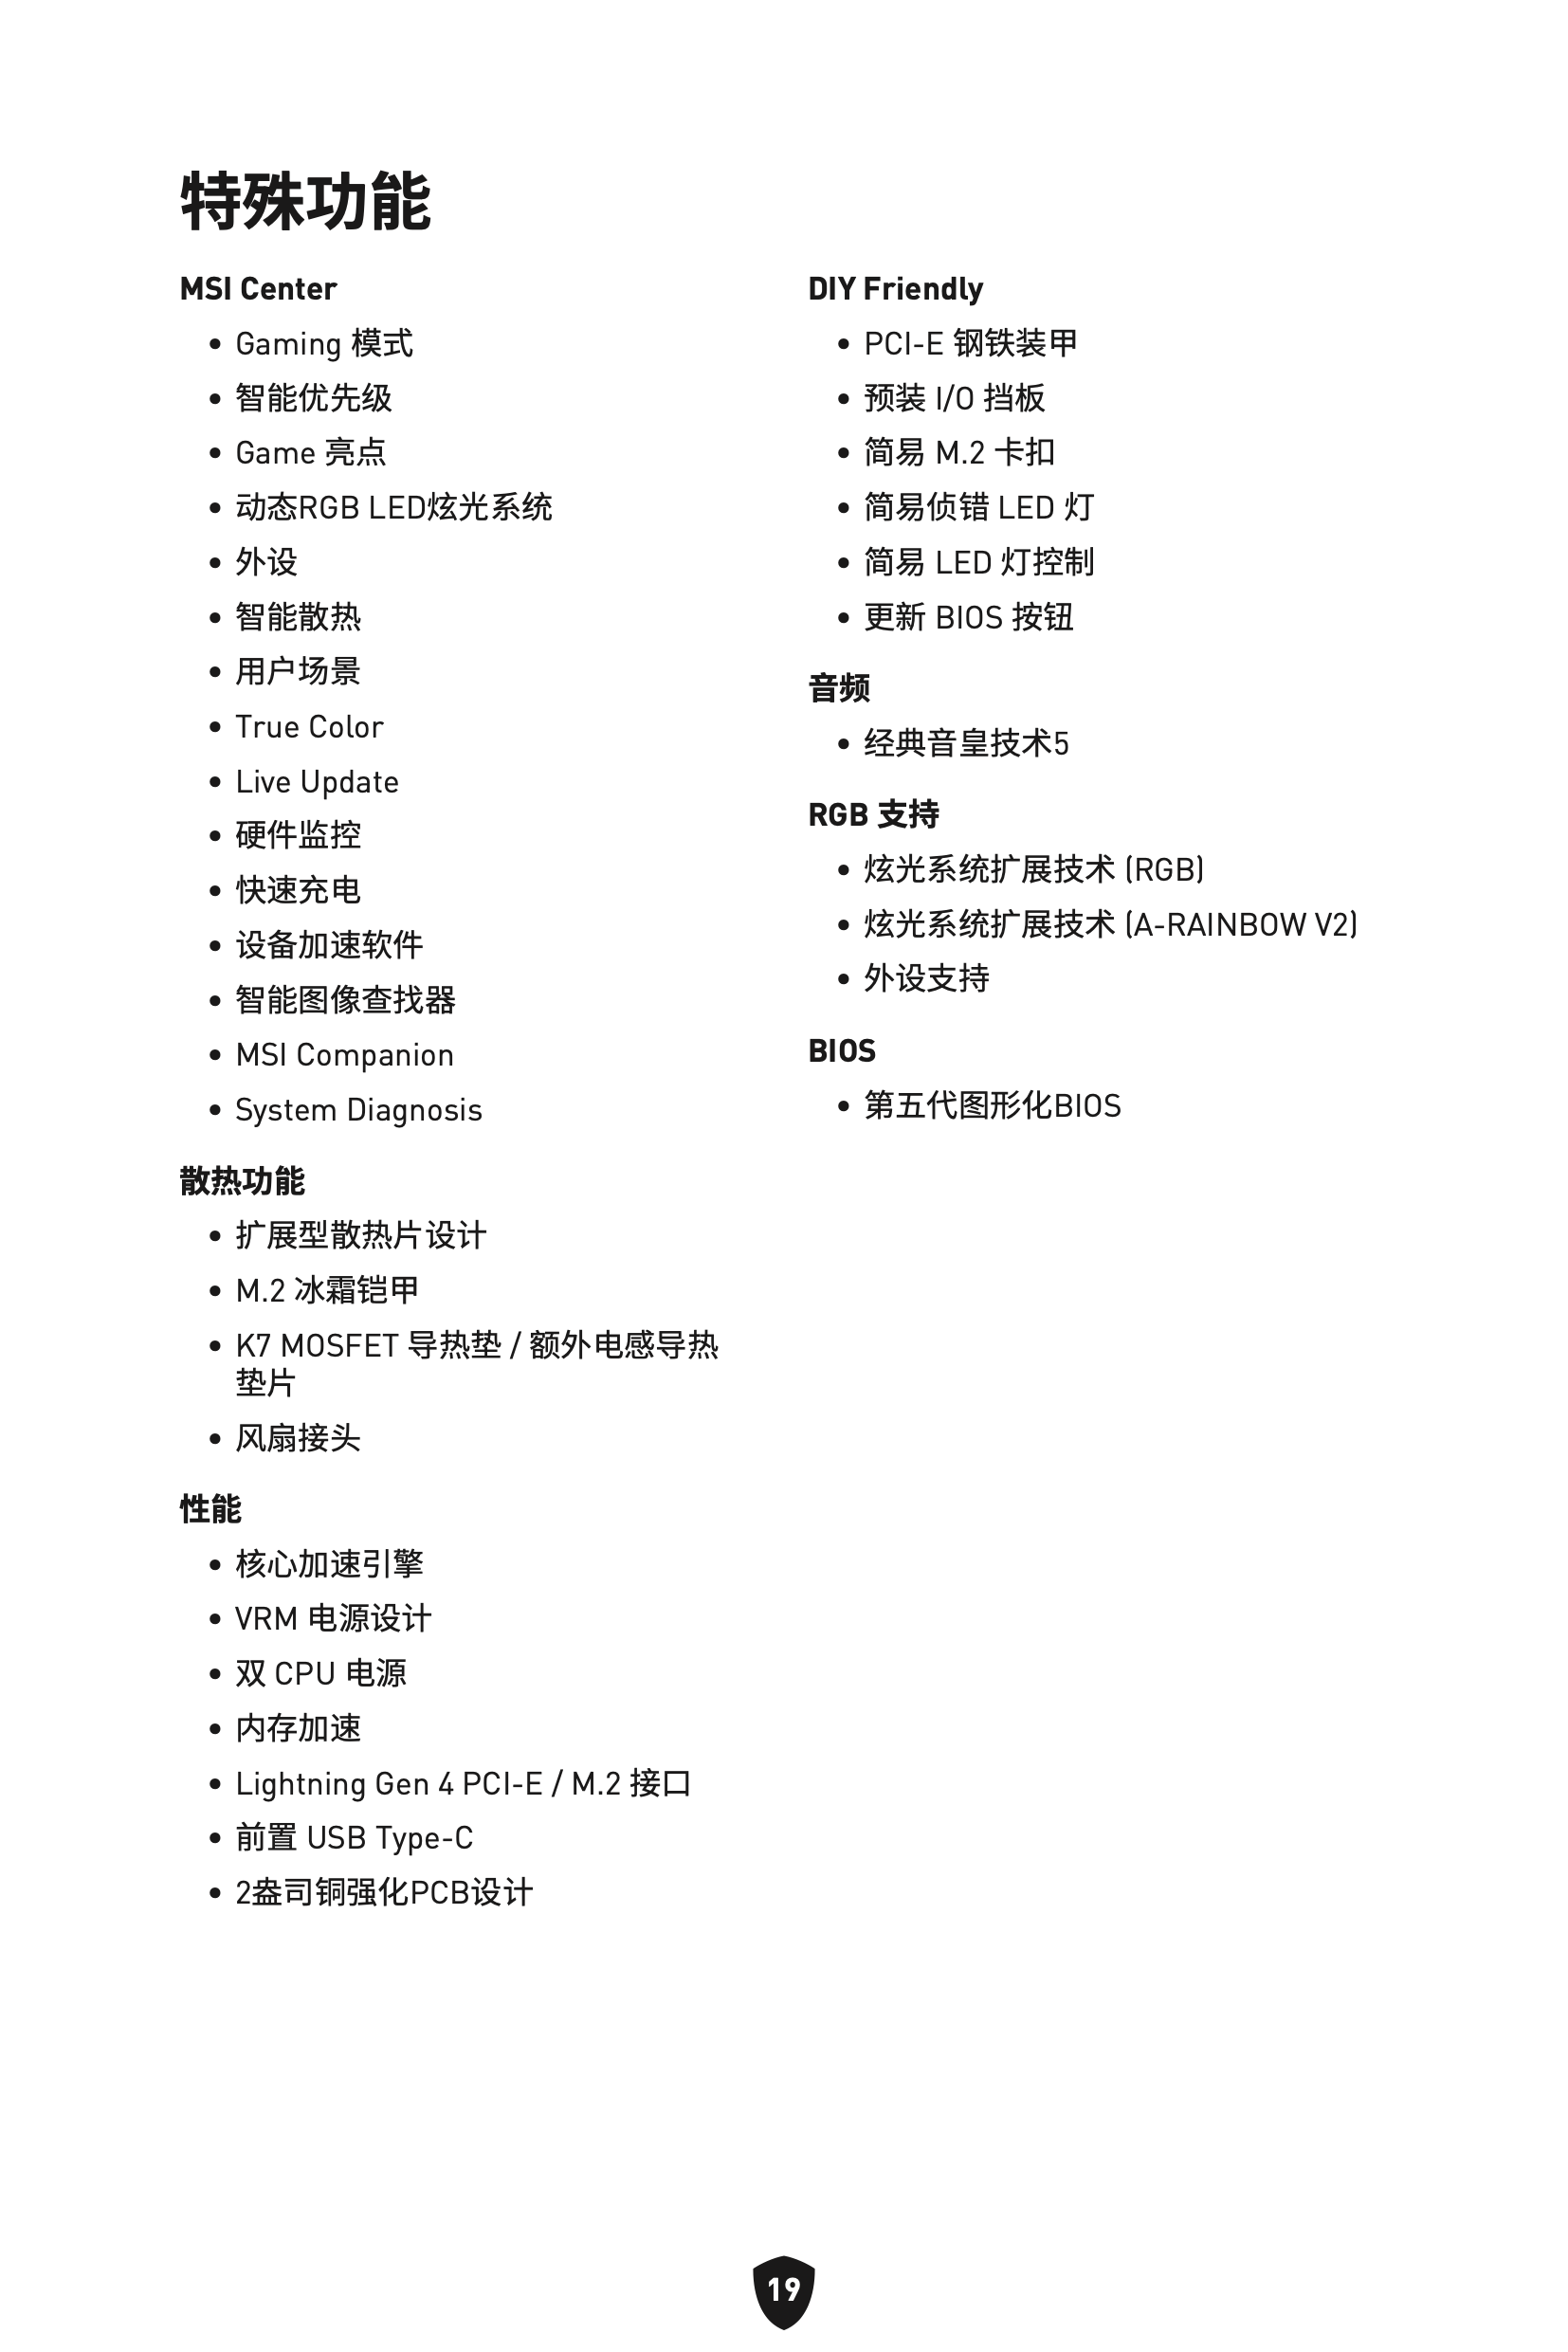 特殊功能
MSI Center
• Gaming 模式
• 智能优先级
• Game 亮点
• 动态RGB LED炫光系统
• 外设
• 智能散热
• 用户场景
• True Color
• Live Update
• 硬件监控
• 快速充电
• 设备加速软件
• 智能图像查找器
• MSI Companion
• System Diagnosis
散热功能
• 扩展型散热片设计
• M.2 冰霜铠甲
• K7 MOSFET 导热垫 / 额外电感导热
垫片
• 风扇接头
性能
• 核心加速引擎
• VRM 电源设计
• 双 CPU 电源
• 内存加速
• Lightning Gen 4 PCI-E / M.2 接口
• 前置 USB Type-C
• 2盎司铜强化PCB设计
DIY Friendly
• PCI-E 钢铁装甲
• 预装 I/O 挡板
• 简易 M.2 卡扣
• 简易侦错 LED 灯
• 简易 LED 灯控制
• 更新 BIOS 按钮
音频
• 经典音皇技术5
RGB 支持
• 炫光系统扩展技术 (RGB)
• 炫光系统扩展技术 (A-RAINBOW V2)
• 外设支持
BIOS
• 第五代图形化BIOS
19